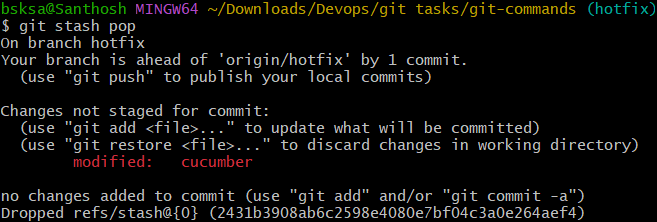 bsksa@Santhosh MINGW64 ~/Downloads/Devops/git tasks/git-commands (hotfix)
$ git stash pop
On branch hotfix
Your branch is ahead of 'origin/hotfix' by 1 commit.
  (use "git push" to publish your local commits)

Changes not staged for commit:
  (use "git add <file>..." to update what will be committed)
  (use "git restore <file>..." to discard changes in working directory)
        modified:   cucumber

no changes added to commit (use "git add" and/or "git commit -a")
Dropped refs/stash@{0} (2431b3908ab6c2598e4080e7bf04c3a0e264aef4)